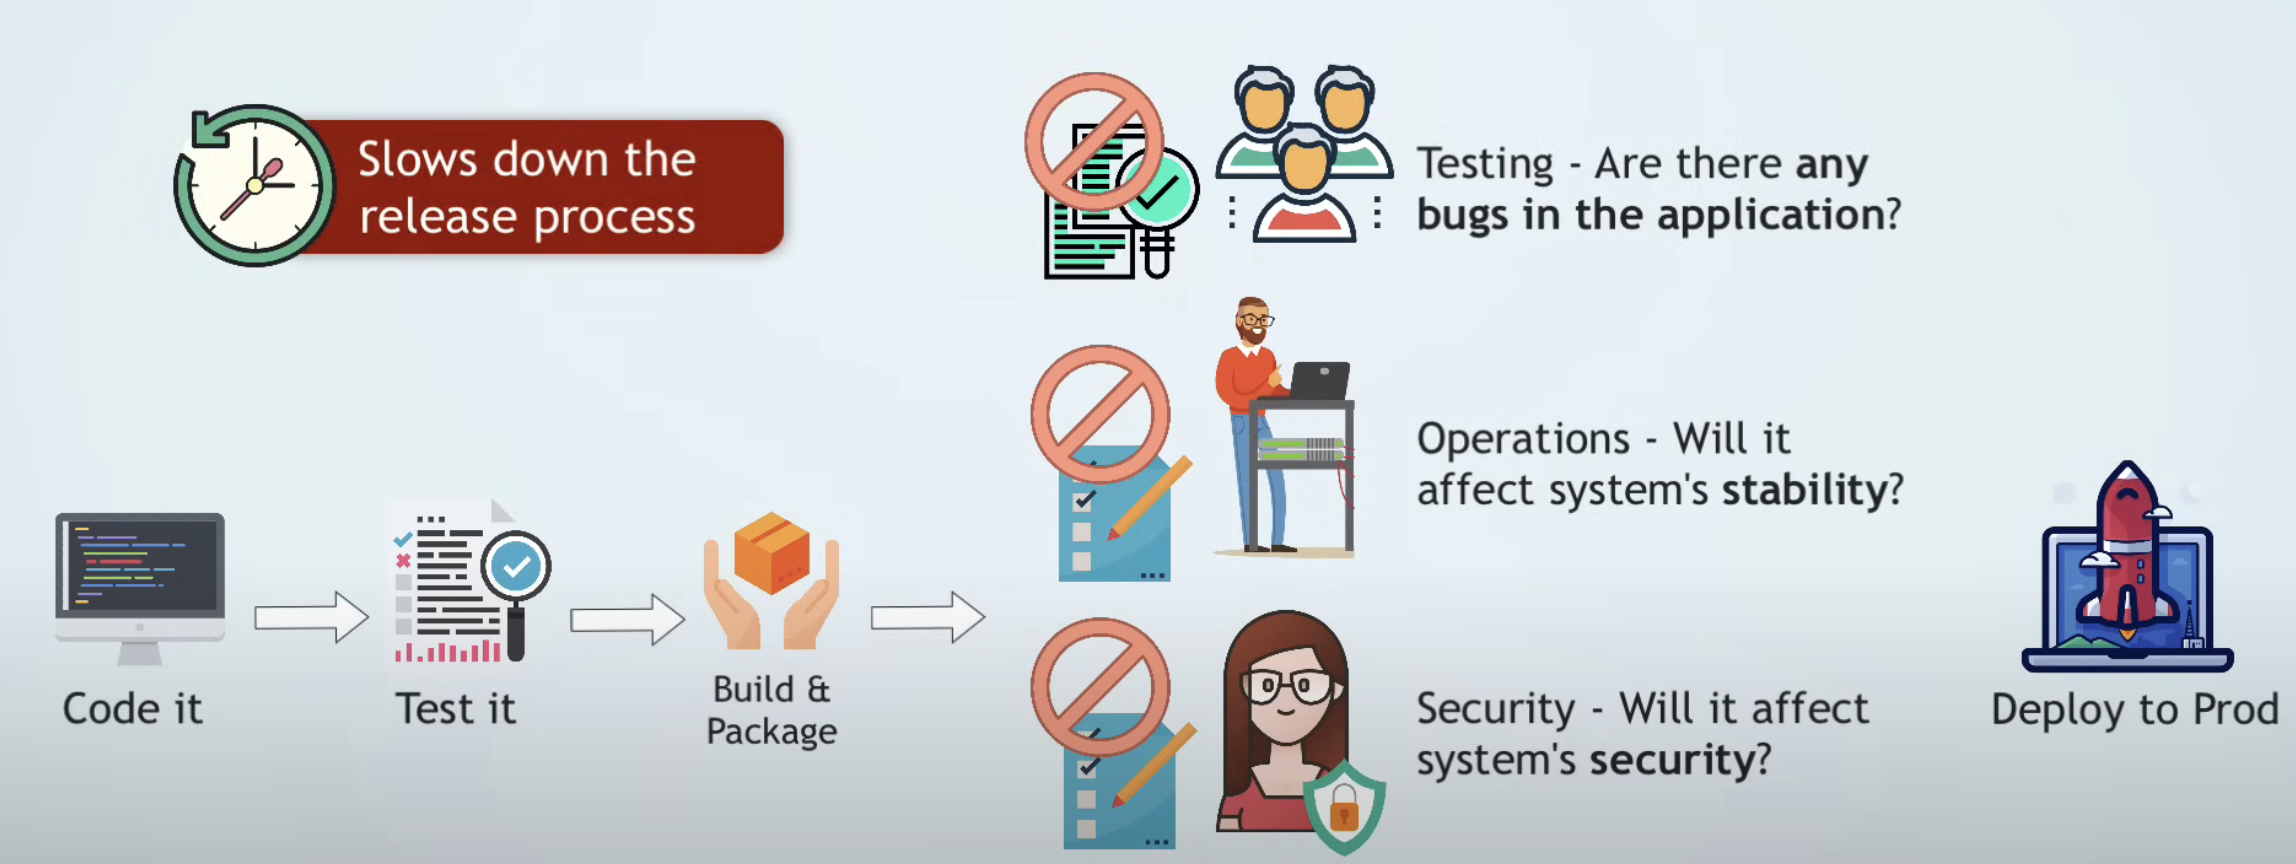 Slows down the
release process
Testing - Are there any
bugs in the application?
Operations - Will it
affect system's stability?
Code it
Test it
Build &
Package
Security - Will it affect
system's security?
Deploy to Prod